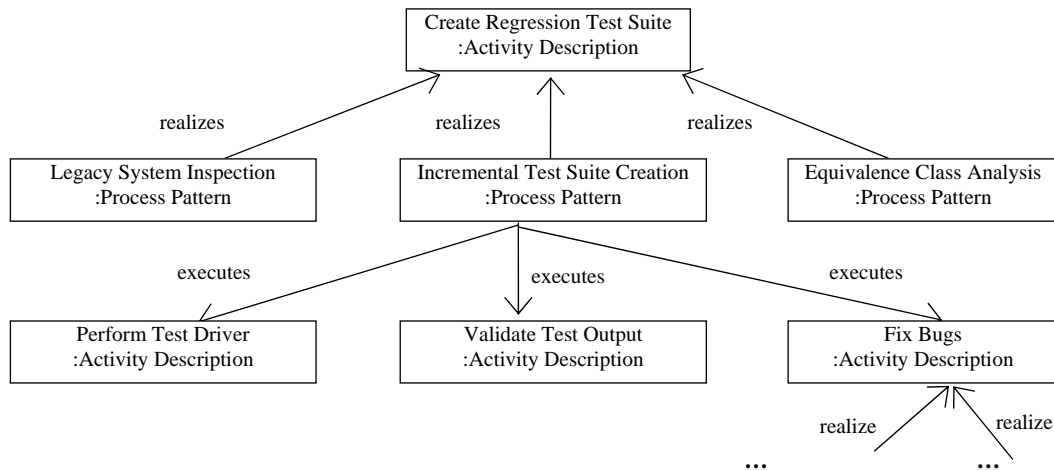 Create Regression Test Suite
:Activity Description
realizes
realizes
realizes
Legacy System Inspection
:Process Pattern
Incremental Test Suite Creation
:Process Pattern
Equivalence Class Analysis
:Process Pattern
executes
executes
executes
Perform Test Driver
:Activity Description
Validate Test Output
:Activity Description
Fix Bugs
:Activity Description
realize
realize
...
...